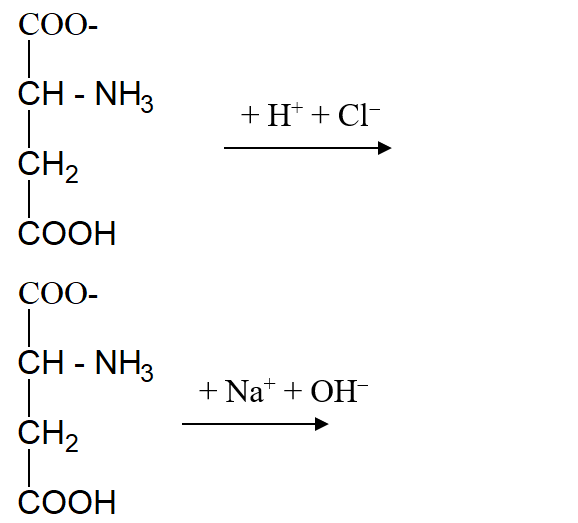 COO-
CH - NH₃
+ H⁺ + Cl⁻
CH₂
COOH
COO-
CH - NH₃
+ Na⁺ + OH⁻
CH₂
COOH